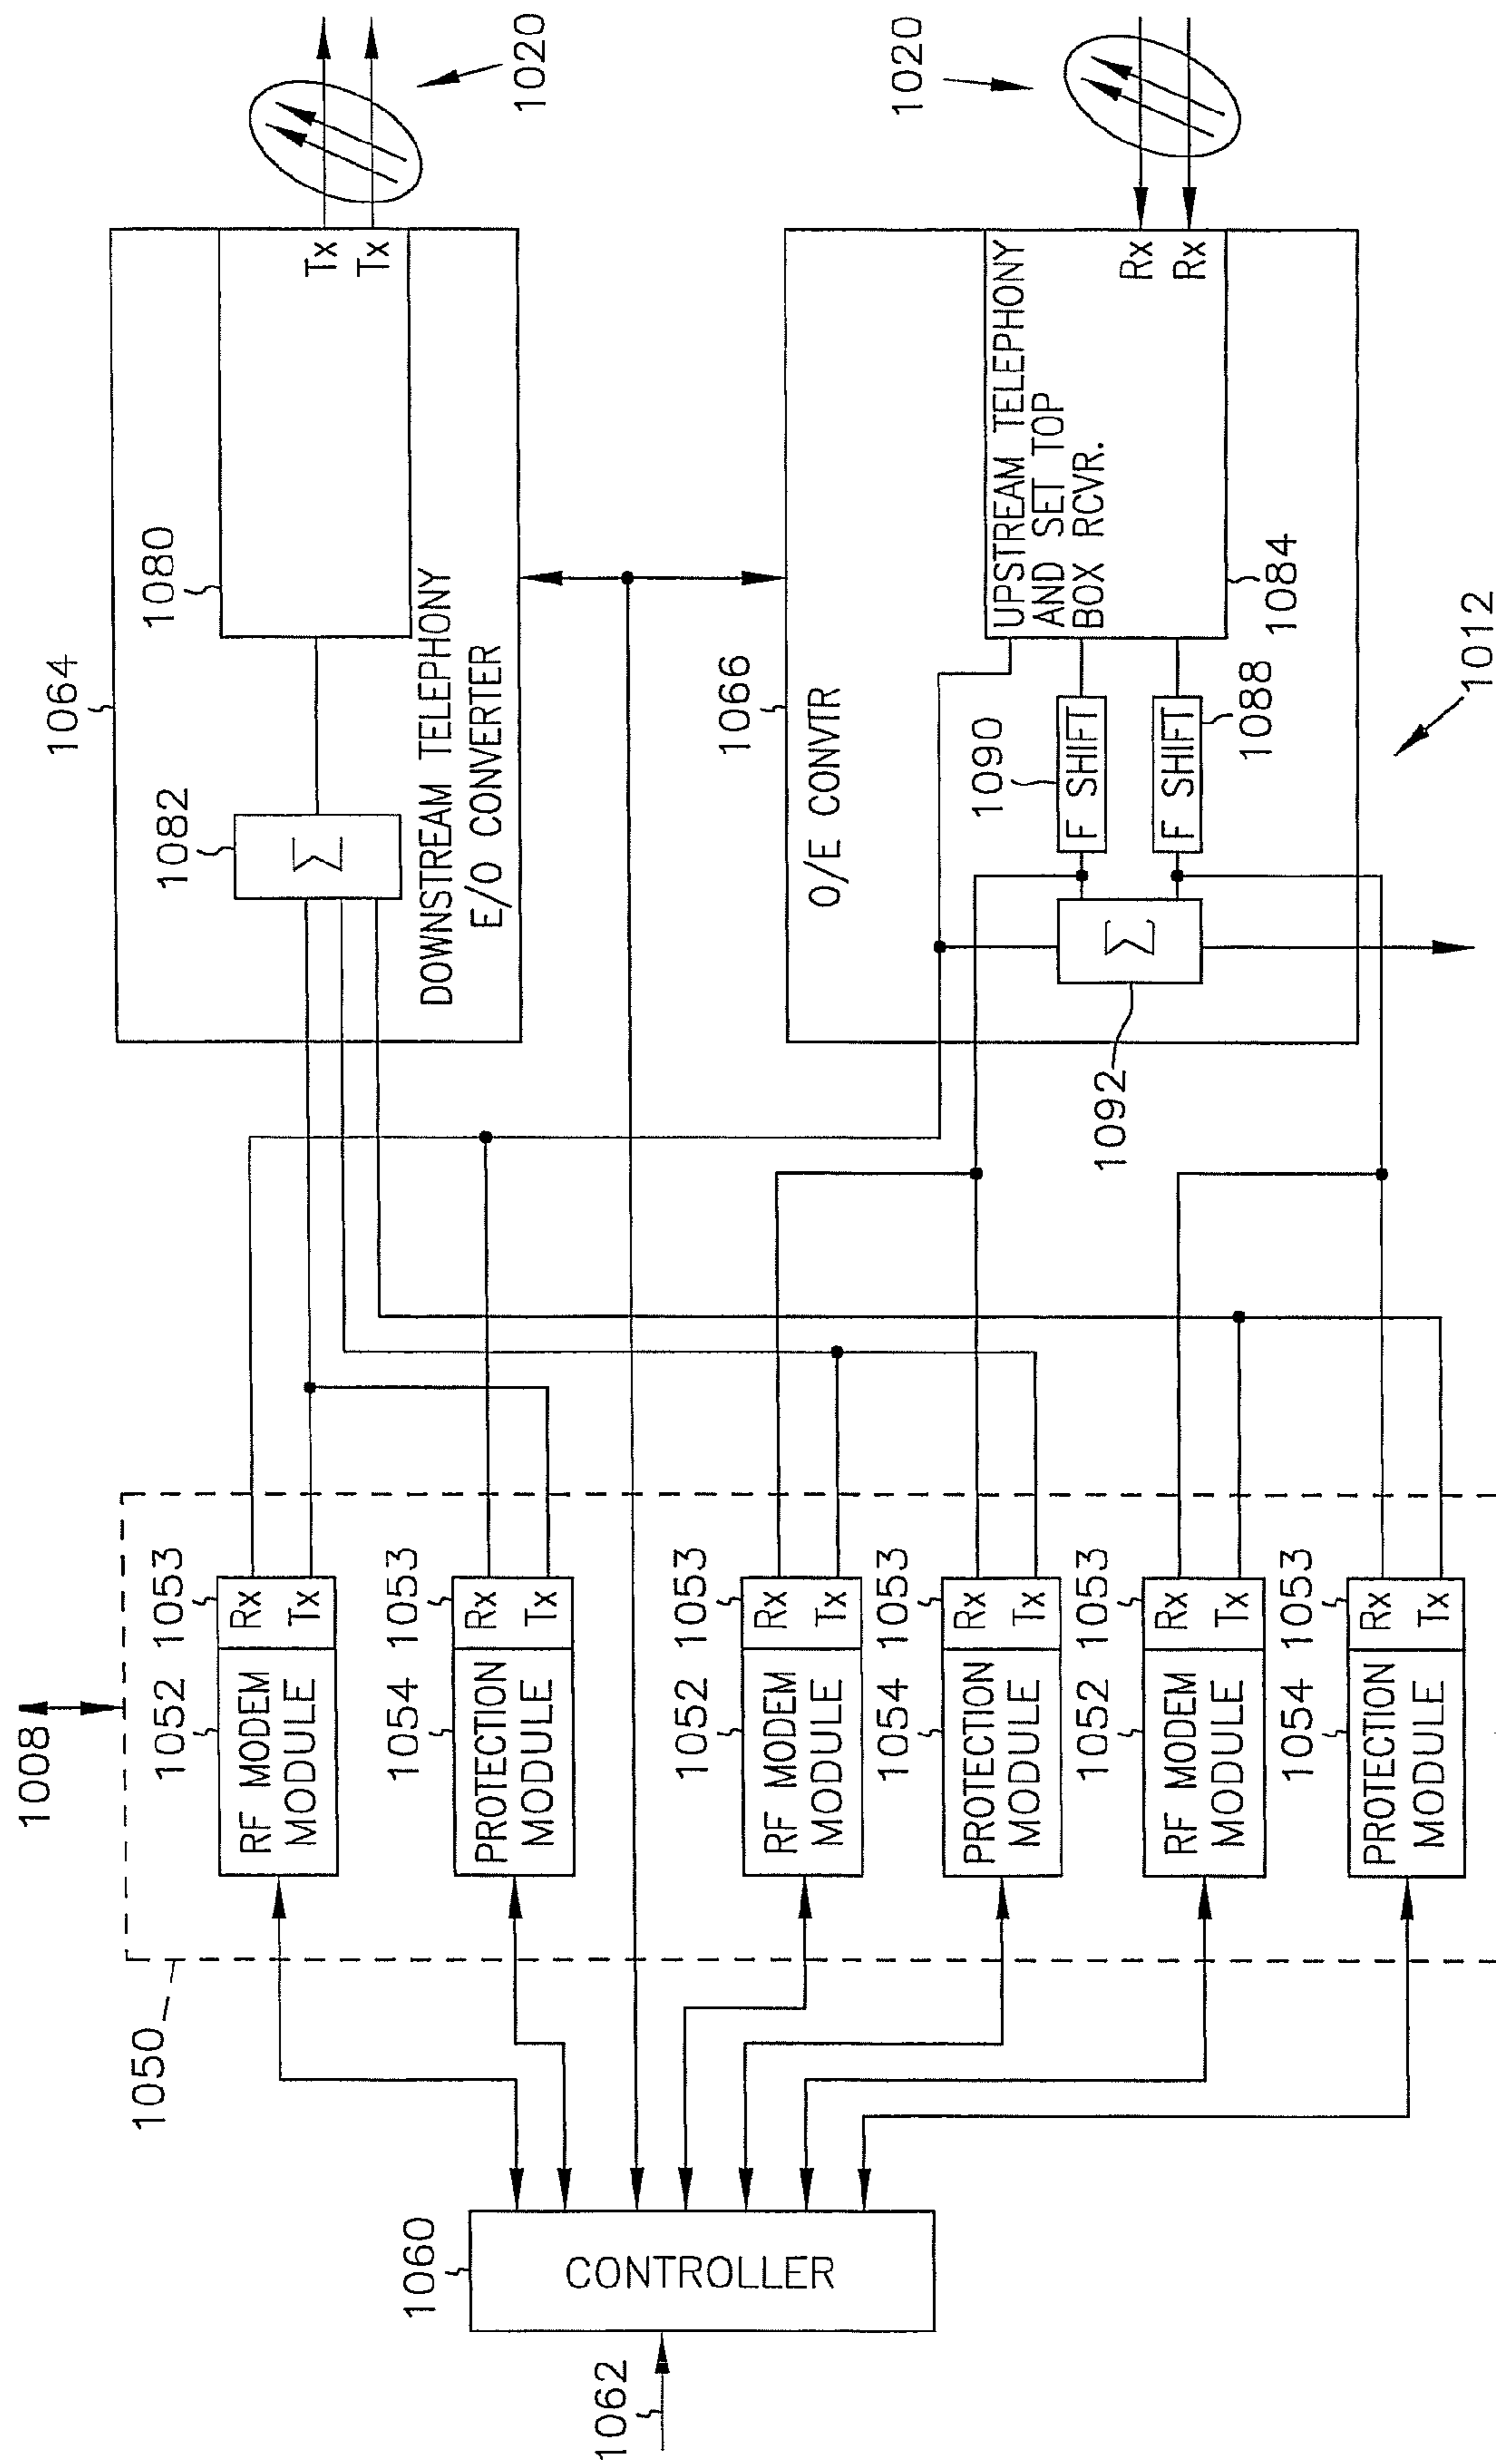 1008
1050
1052
1053
RF MODEM
MODULE
Rx
Tx
1054
1053
PROTECTION
MODULE
Rx
Tx
1052
1053
RF MODEM
MODULE
Rx
Tx
1054
1053
PROTECTION
MODULE
Rx
Tx
1052
1053
RF MODEM
MODULE
Rx
Tx
1054
1053
PROTECTION
MODULE
Rx
Tx
1060
CONTROLLER
1062
1064
1082
Σ
1080
Tx
Tx
DOWNSTREAM TELEPHONY
E/O CONVERTER
1020
1066
O/E CONVTR
UPSTREAM TELEPHONY
AND SET TOP
BOX RCVR.
Rx
Rx
1084
1090
F SHIFT
F SHIFT
1088
Σ
1092
1020
1012